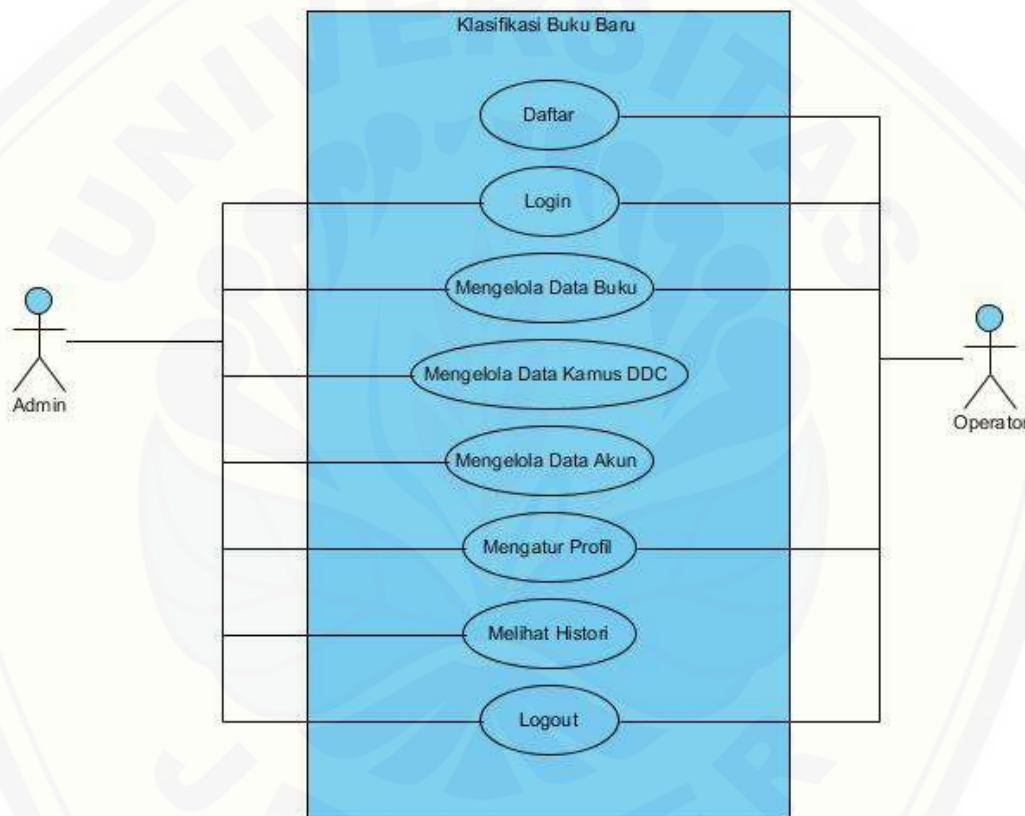 Klasifikasi Buku Baru
Daftar
Login
Mengelola Data Buku
Mengelola Data Kamus DDC
Mengelola Data Akun
Mengatur Profil
Melihat Histori
Logout
Admin
Operator
UNIVERSITAS